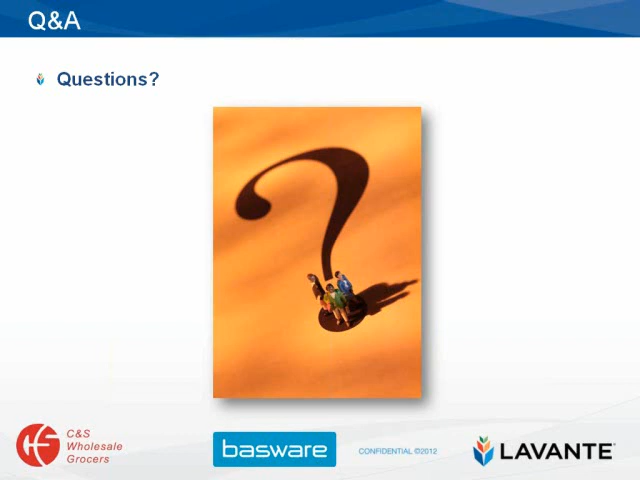 Q&A
Questions?
C&S
Wholesale
Grocers
basware
CONFIDENTIAL ©2012
LAVANTE